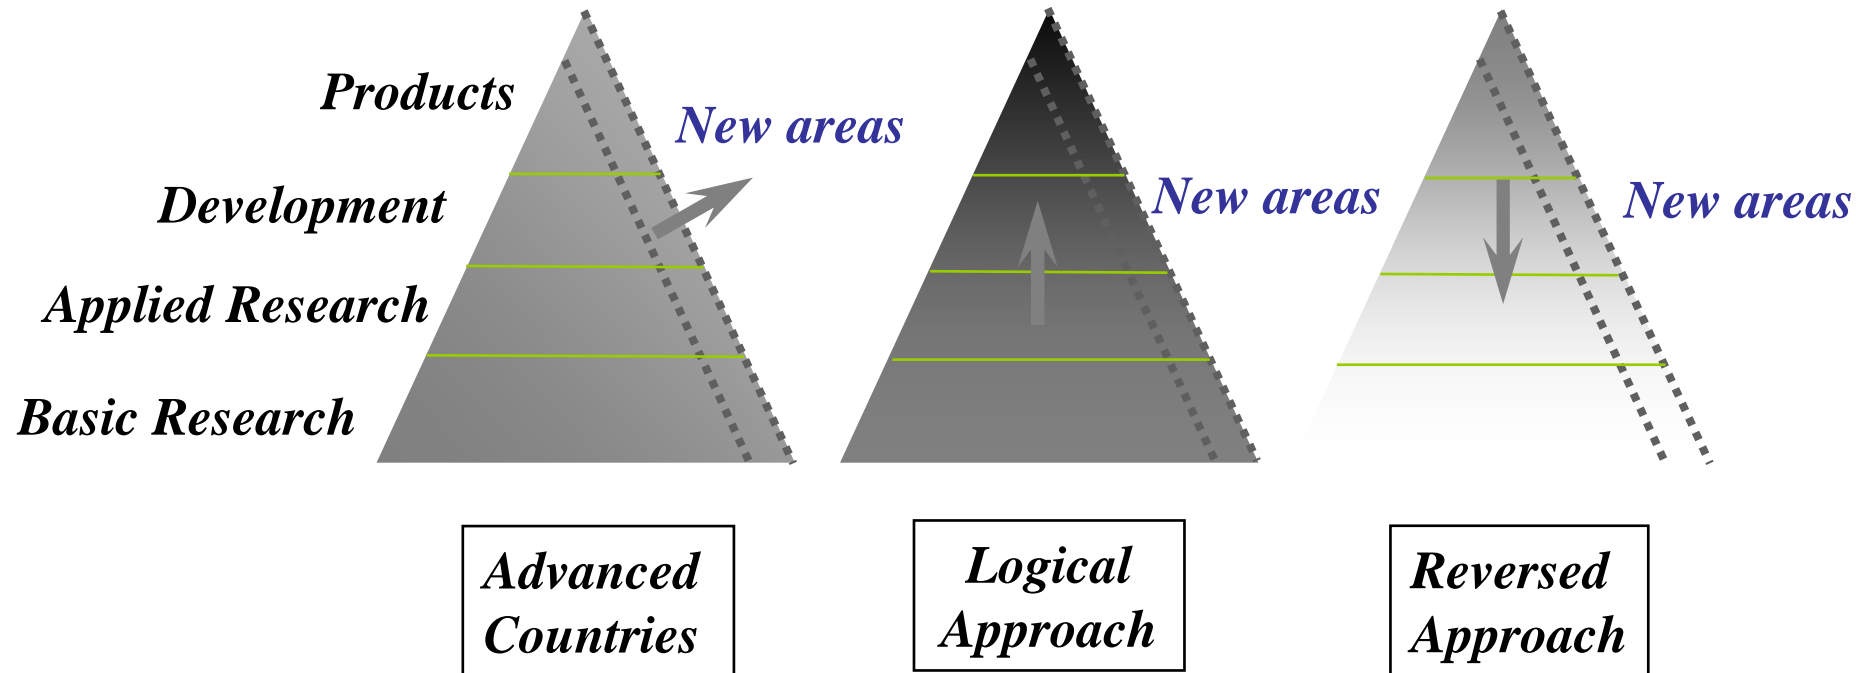 Products
New areas
Development
New areas
New areas
Applied Research
Basic Research
Advanced
Countries
Logical
Approach
Reversed
Approach